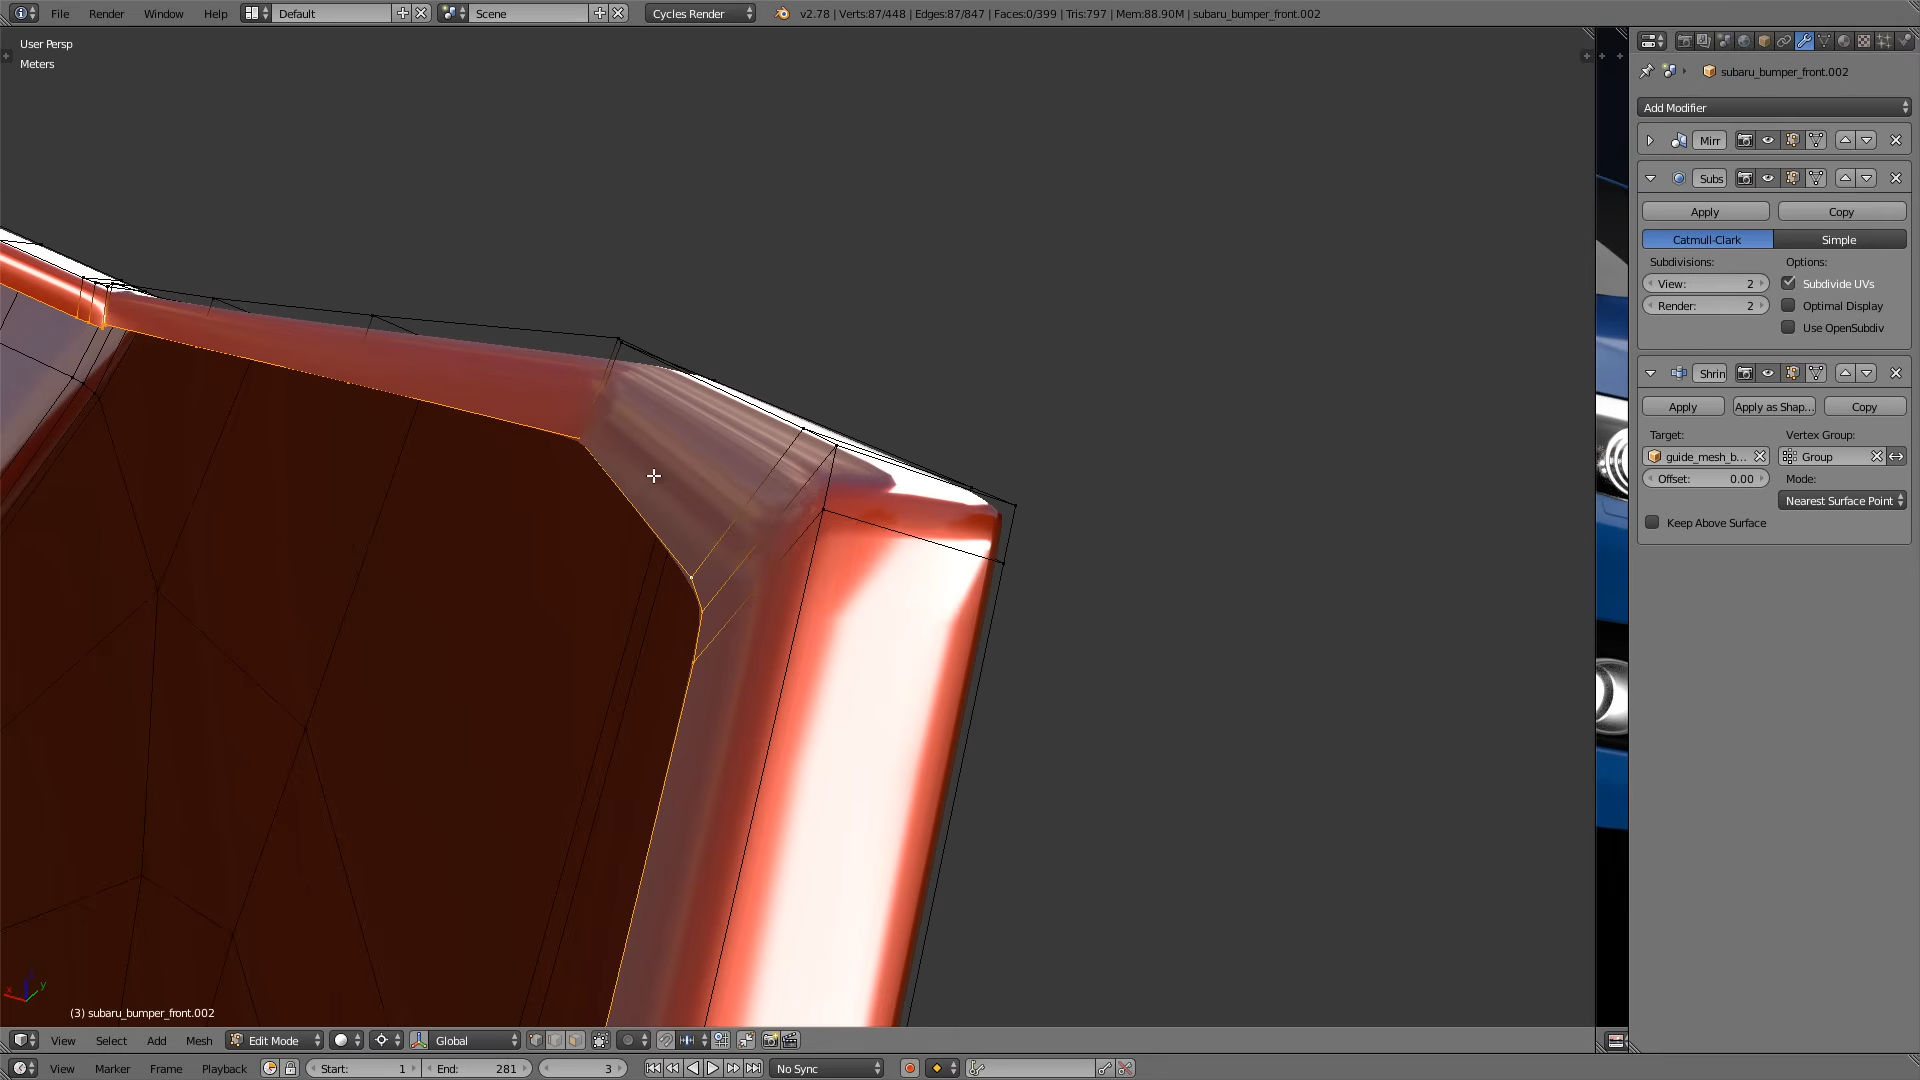 File Render Window Help Default Scene Cycles Render v2.78 | Verts:87/448 | Edges:87/847 | Faces:0/399 | Tris:797 | Mem:88.90M | subaru_bumper_front.002
User Persp
Meters
subaru_bumper_front.002
Add Modifier
Mirr
Subs
Apply Copy
Catmull-Clark Simple
Subdivisions: Options:
View: 2 Subdivide UVs
Render: 2 Optimal Display
Use OpenSubdiv
Shrin
Apply Apply as Shap... Copy
Target: Vertex Group:
guide_mesh_b... Group
Offset: 0.00 Mode:
Nearest Surface Point
Keep Above Surface
x y
(3) subaru_bumper_front.002
View Select Add Mesh Edit Mode Global
View Marker Frame Playback Start: 1 End: 281 3 No Sync